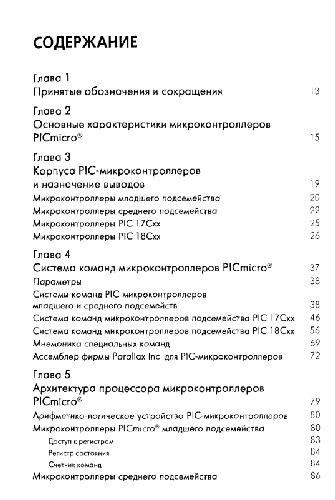 СОДЕРЖАНИЕ
Глава 1
Принятые обозначения и сокращения 13
Глава 2
Основные характеристики микроконтроллеров
PICmicro® 15
Глава 3
Корпуса PIC-микроконтроллеров
и назначение выводов 19
Микроконтроллеры младшего подсемейства 20
Микроконтроллеры среднего подсемейства 22
Микроконтроллеры PIC 17Cxx 25
Микроконтроллеры PIC 18Cxx 26
Глава 4
Система команд микроконтроллеров PICmicro® 37
Параметры 38
Системы команд PIC-микроконтроллеров
младшего и среднего подсемейств 38
Система команд микроконтроллеров подсемейства PIC 17Cxx 46
Система команд микроконтроллеров подсемейства PIC 18Cxx 56
Мнемоника специальных команд 69
Ассемблер фирмы Parallax Inc для PIC-микроконтроллеров 72
Глава 5
Архитектура процессора микроконтроллеров
PICmicro® 79
Арифметико-логическое устройство PIC-микроконтроллеров 80
Микроконтроллеры PICmicro® младшего подсемейства 80
Доступ к регистрам 83
Регистр состояния 84
Счетчик команд 84
Микроконтроллеры среднего подсемейства 86